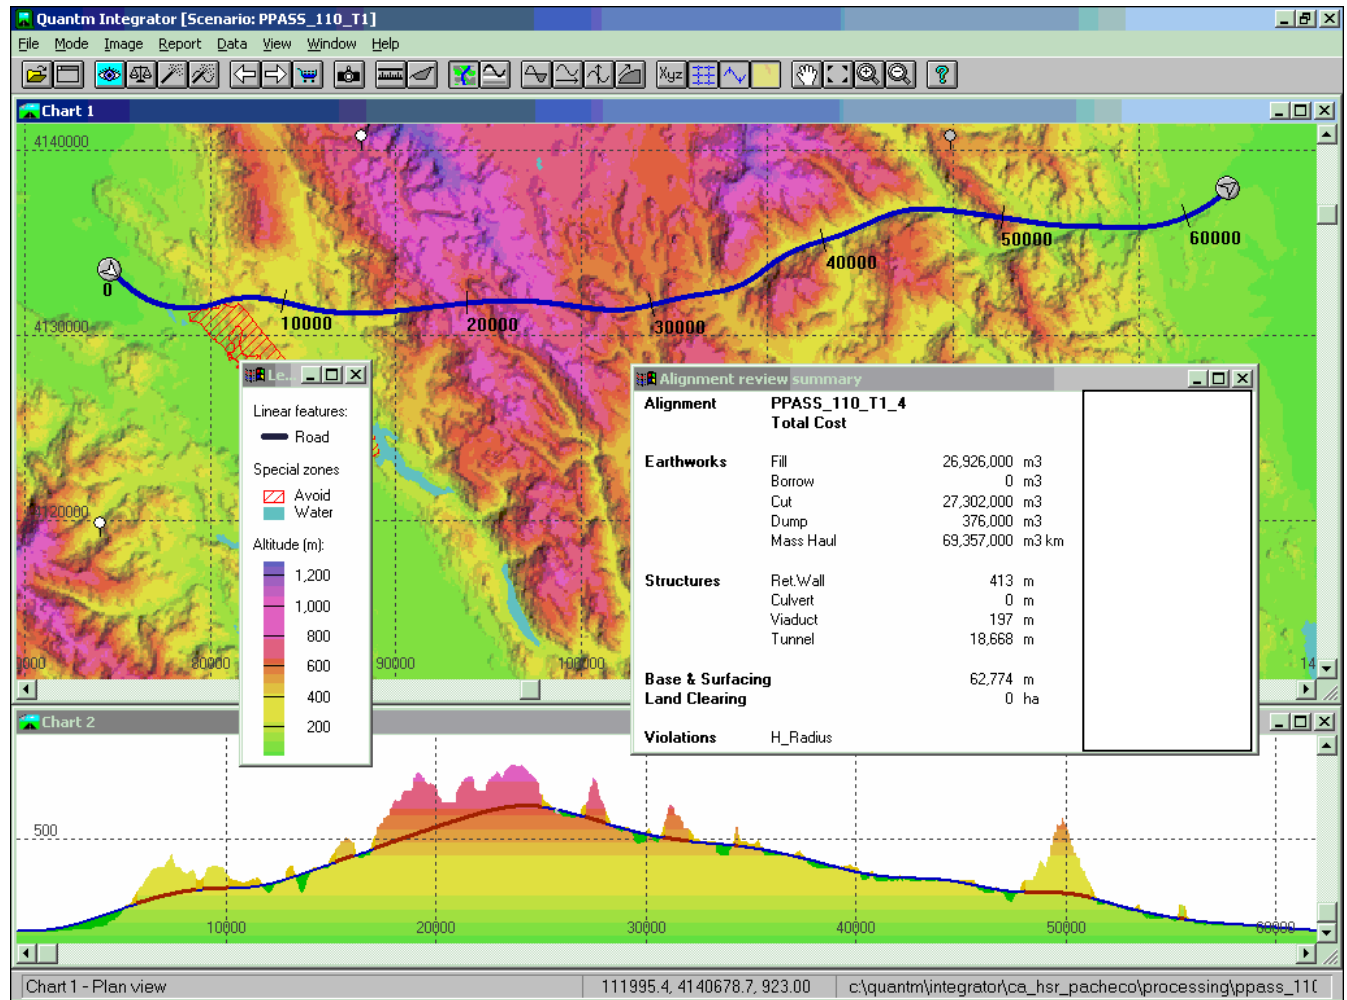 Quantm Integrator [Scenario: PPASS_110_T1]
File Mode Image Report Data View Window Help
Xyz
Chart 1
4140000
4130000
4120000
0
10000
20000
30000
40000
50000
60000
80000
90000
100000
14
Le...
Linear features:
Road
Special zones
Avoid
Water
Altitude (m):
1,200
1,000
800
600
400
200
Alignment review summary
Alignment PPASS_110_T1_4
Total Cost
Earthworks Fill 26,926,000 m3
Borrow 0 m3
Cut 27,302,000 m3
Dump 376,000 m3
Mass Haul 69,357,000 m3 km
Structures Ret.Wall 413 m
Culvert 0 m
Viaduct 197 m
Tunnel 18,668 m
Base & Surfacing 62,774 m
Land Clearing 0 ha
Violations H_Radius
Chart 2
500
10000 20000 30000 40000 50000 60000
Chart 1 - Plan view 111995.4, 4140678.7, 923.00 c:\quantm\integrator\ca_hsr_pacheco\processing\ppass_110